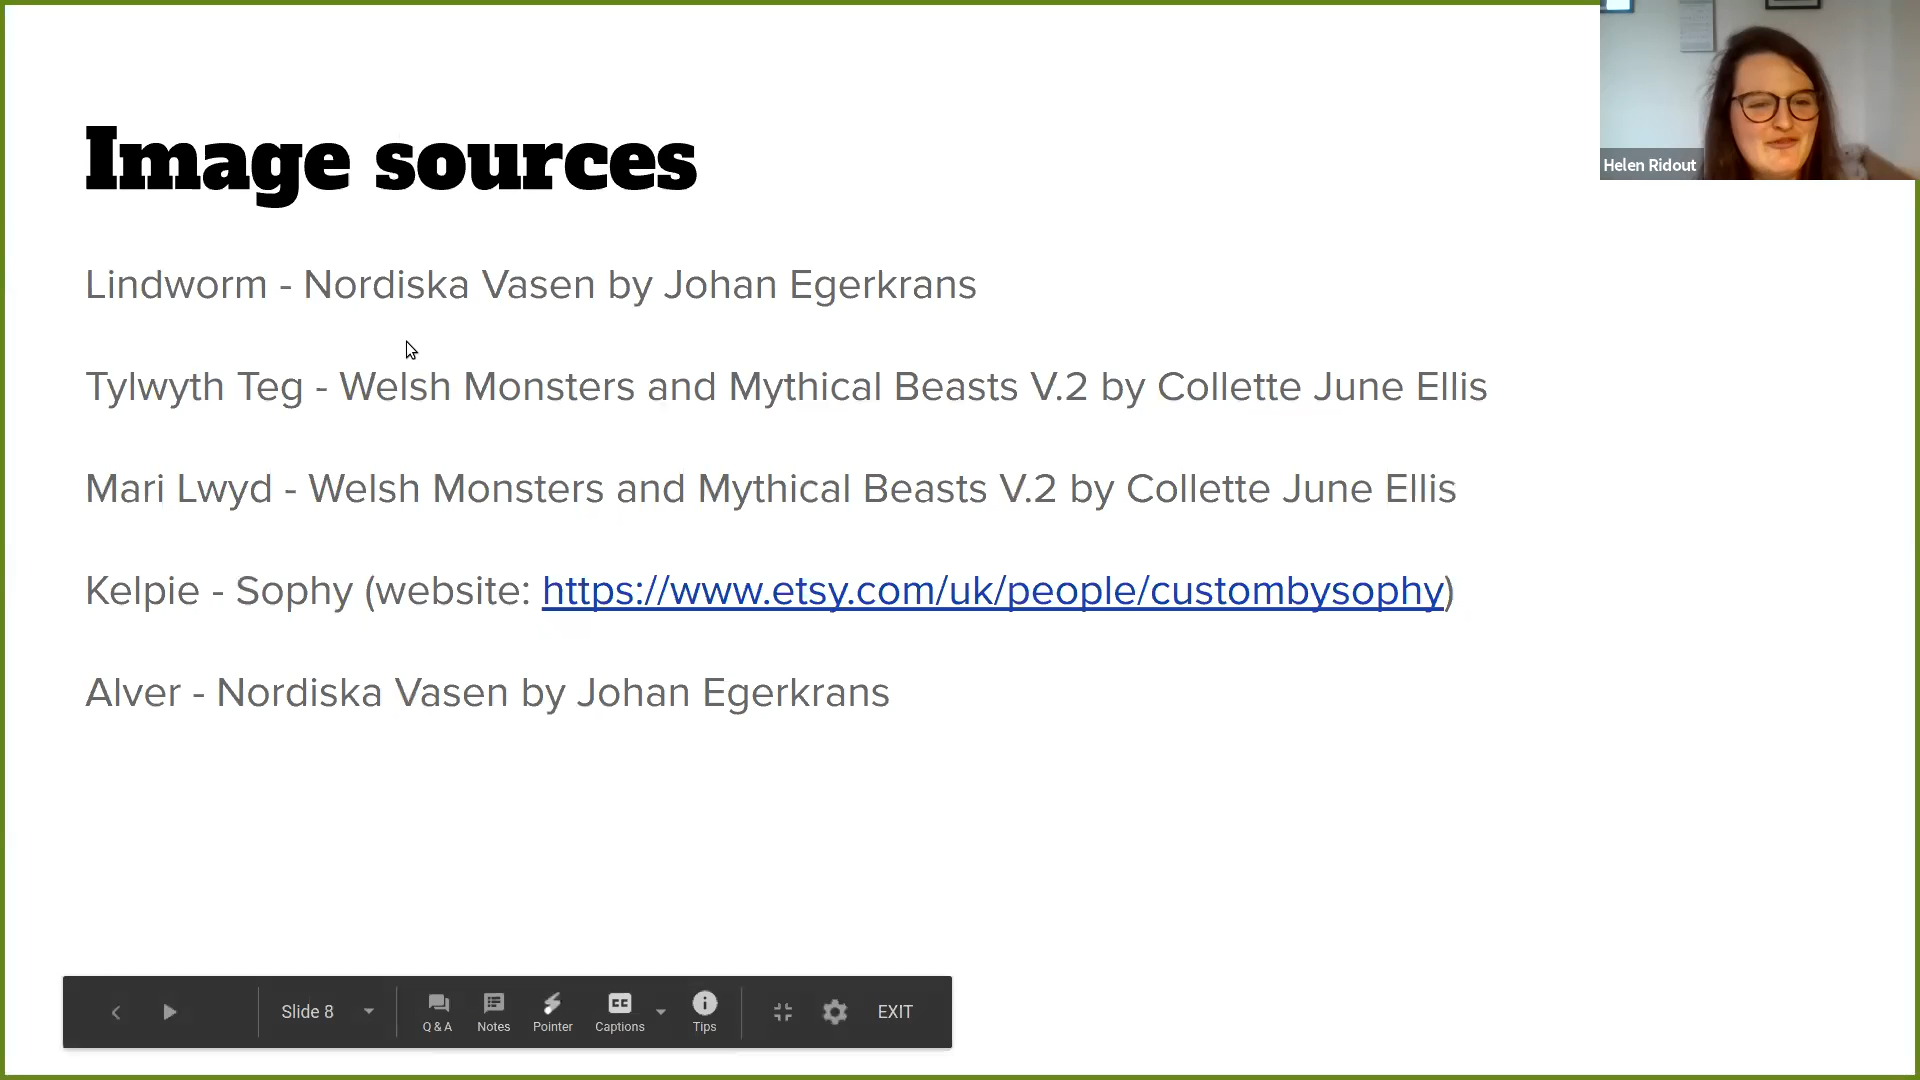 Image sources
Lindworm - Nordiska Vasen by Johan Egerkrans
Tylwyth Teg - Welsh Monsters and Mythical Beasts V.2 by Collette June Ellis
Mari Lwyd - Welsh Monsters and Mythical Beasts V.2 by Collette June Ellis
Kelpie - Sophy (website: https://www.etsy.com/uk/people/custombysophy)
Alver - Nordiska Vasen by Johan Egerkrans
Helen Ridout
Slide 8
Q & A
Notes
Pointer
CC
Captions
Tips
EXIT